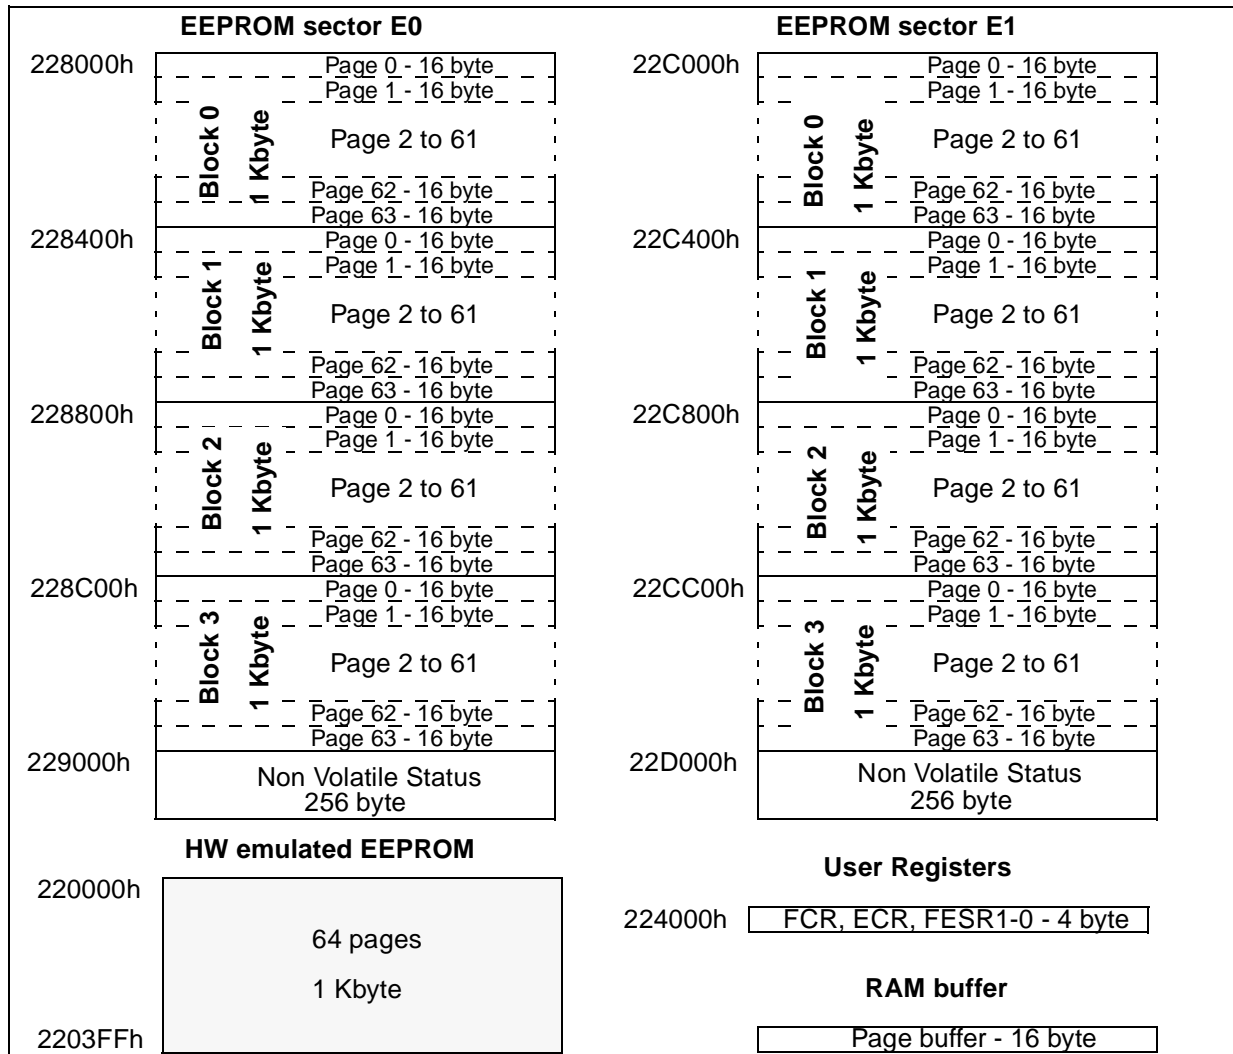 EEPROM sector E0
228000h
Page 0 - 16 byte
Page 1 - 16 byte
Block 0
1 Kbyte
Page 2 to 61
Page 62 - 16 byte
Page 63 - 16 byte
228400h
Page 0 - 16 byte
Page 1 - 16 byte
Block 1
1 Kbyte
Page 2 to 61
Page 62 - 16 byte
Page 63 - 16 byte
228800h
Page 0 - 16 byte
Page 1 - 16 byte
Block 2
1 Kbyte
Page 2 to 61
Page 62 - 16 byte
Page 63 - 16 byte
228C00h
Page 0 - 16 byte
Page 1 - 16 byte
Block 3
1 Kbyte
Page 2 to 61
Page 62 - 16 byte
Page 63 - 16 byte
229000h
Non Volatile Status
256 byte
EEPROM sector E1
22C000h
Page 0 - 16 byte
Page 1 - 16 byte
Block 0
1 Kbyte
Page 2 to 61
Page 62 - 16 byte
Page 63 - 16 byte
22C400h
Page 0 - 16 byte
Page 1 - 16 byte
Block 1
1 Kbyte
Page 2 to 61
Page 62 - 16 byte
Page 63 - 16 byte
22C800h
Page 0 - 16 byte
Page 1 - 16 byte
Block 2
1 Kbyte
Page 2 to 61
Page 62 - 16 byte
Page 63 - 16 byte
22CC00h
Page 0 - 16 byte
Page 1 - 16 byte
Block 3
1 Kbyte
Page 2 to 61
Page 62 - 16 byte
Page 63 - 16 byte
22D000h
Non Volatile Status
256 byte
HW emulated EEPROM
220000h
64 pages
1 Kbyte
2203FFh
User Registers
224000h
FCR, ECR, FESR1-0 - 4 byte
RAM buffer
Page buffer - 16 byte